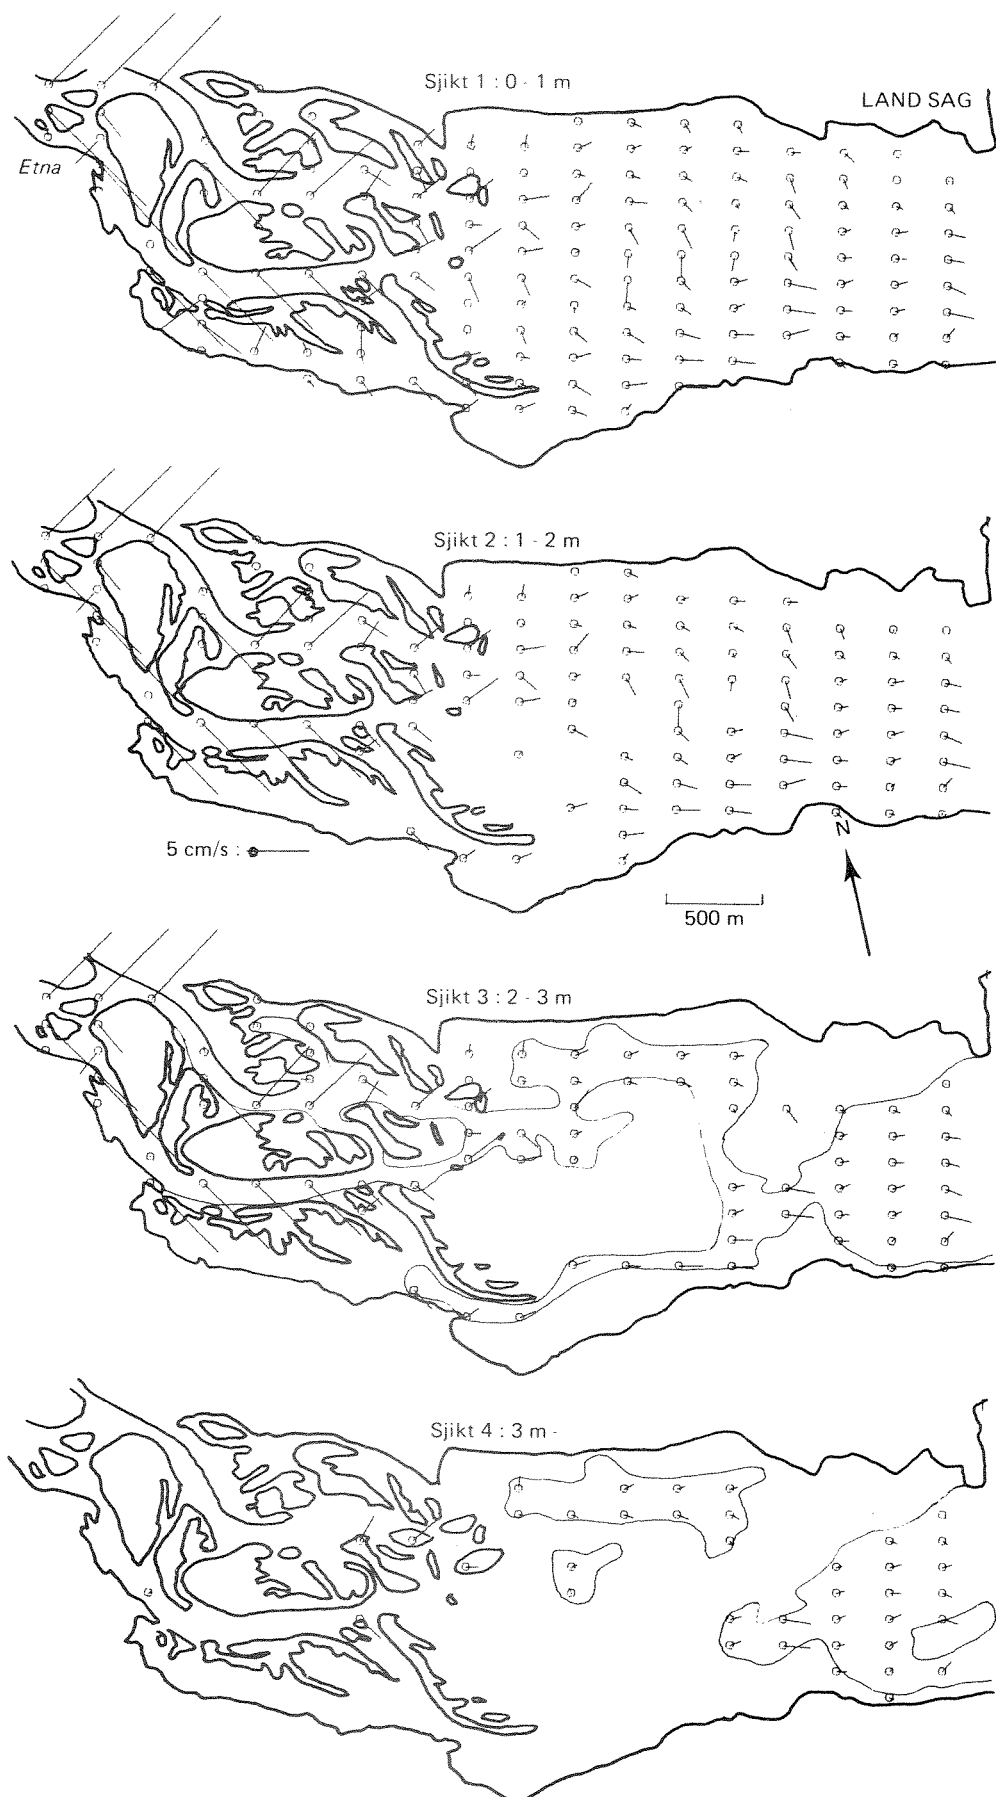 Sjikt 1 : 0 - 1 m
LAND SAG
Etna
Sjikt 2 : 1 - 2 m
N
5 cm/s :
500 m
Sjikt 3 : 2 - 3 m
Sjikt 4 : 3 m -